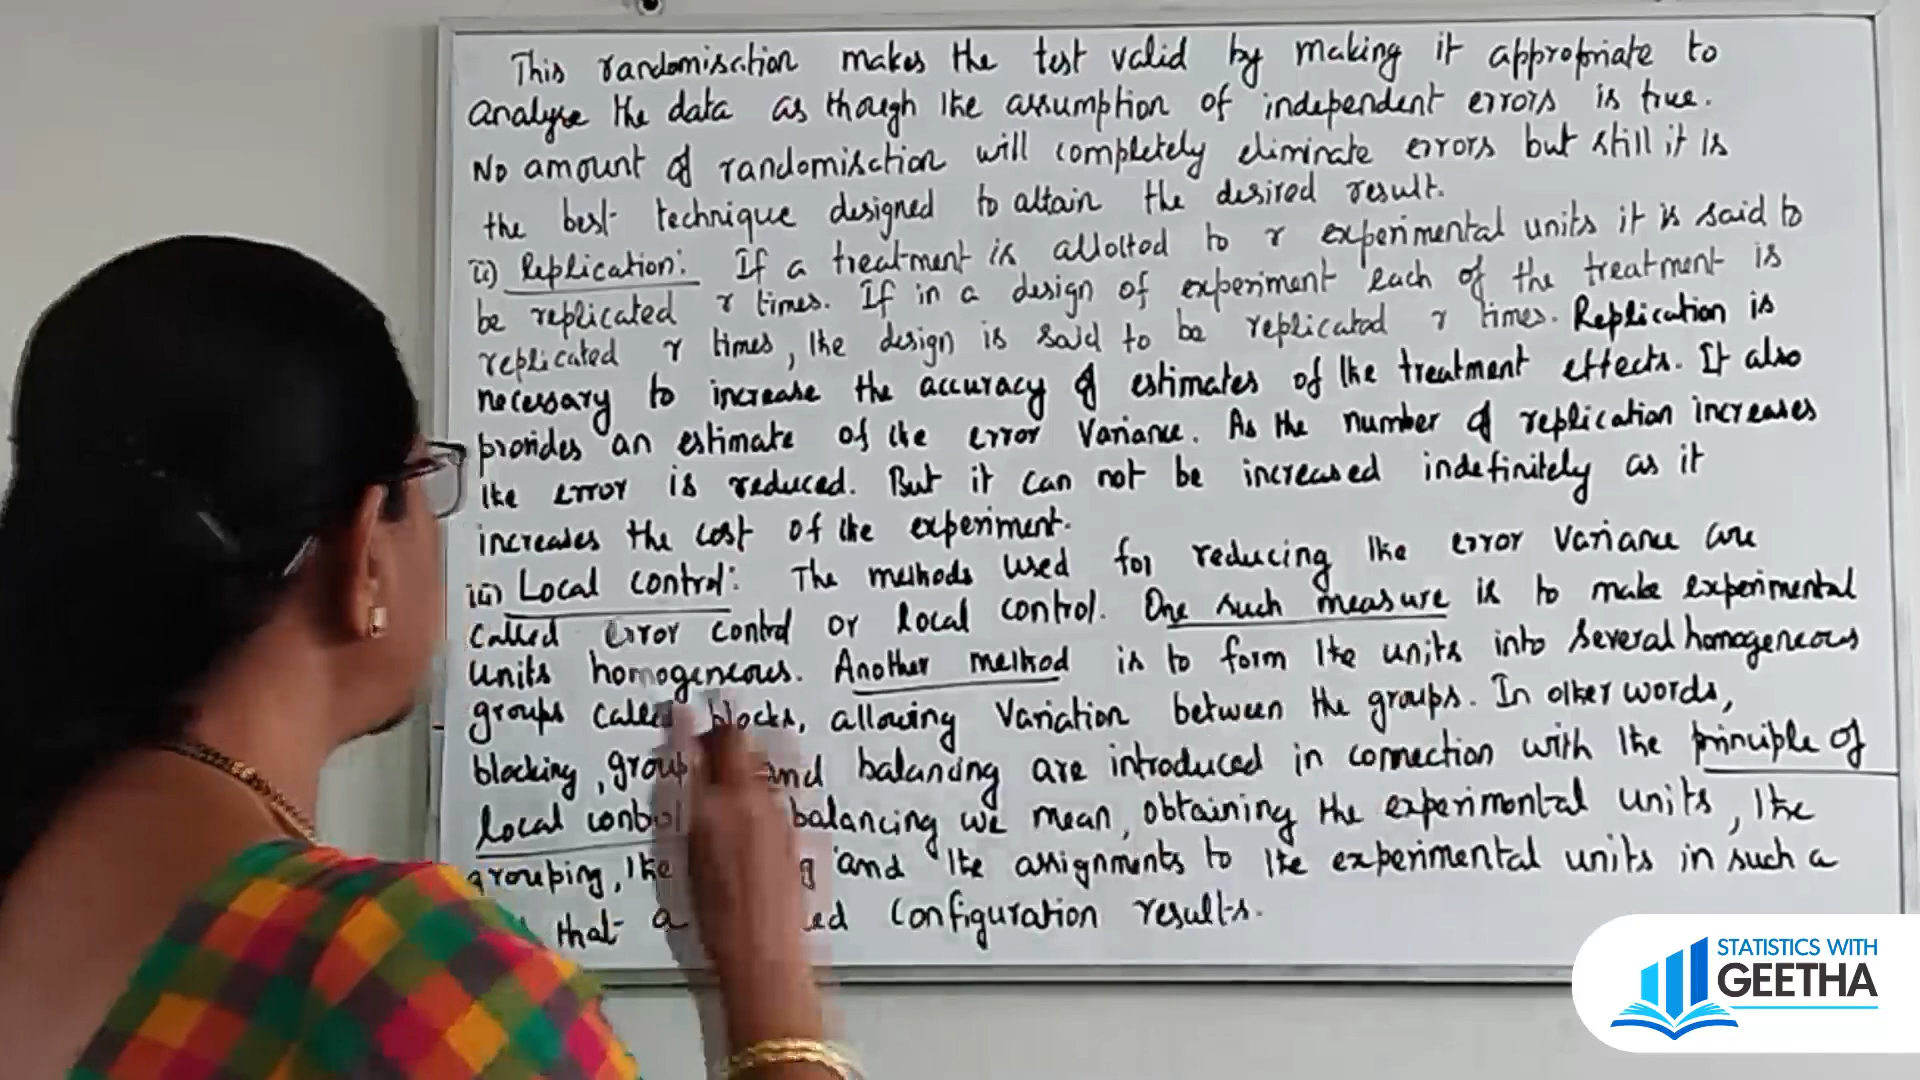 This randomisation makes the test valid by making it appropriate to
analyse the data as though the assumption of independent errors is true.
No amount of randomisation will completely eliminate errors but still it is
the best technique designed to attain the desired result.
ii) Replication: If a treatment is allotted to r experimental units it is said to
be replicated r times. If in a design of experiment each of the treatment is
replicated r times, the design is said to be replicated r times. Replication is
necessary to increase the accuracy of estimates of the treatment effects. It also
provides an estimate of the error variance. As the number of replication increases
the error is reduced. But it can not be increased indefinitely as it
increases the cost of the experiment.
iii) Local control: The methods used for reducing the error variance are
called error control or local control. One such measure is to make experimental
units homogeneous. Another method is to form the units into several homogeneous
groups called blocks, allowing variation between the groups. In other words,
blocking, and balancing are introduced in connection with the principle of
local balancing we mean, obtaining the experimental units, the
grouping, the and the assignments to the experimental units in such a
that a configuration results.
STATISTICS WITH
GEETHA